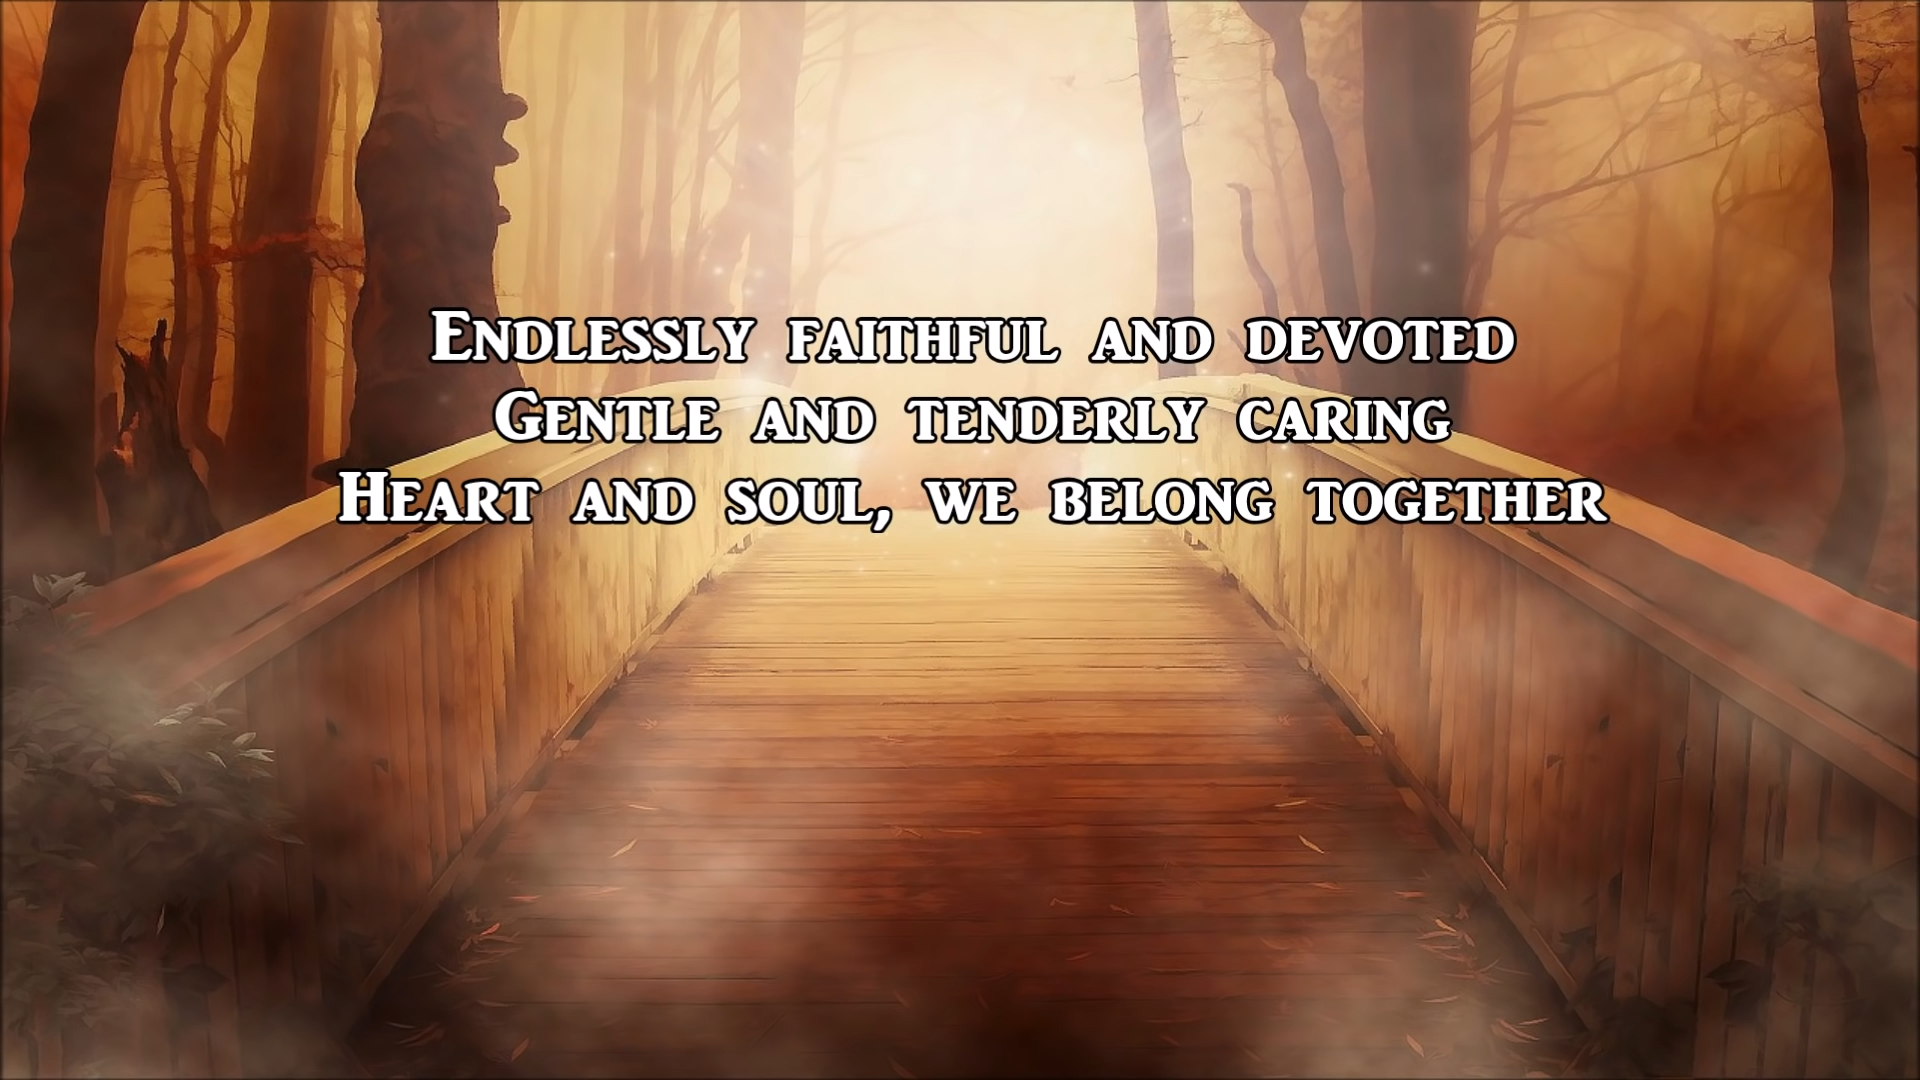 Endlessly faithful and devoted
Gentle and tenderly caring
Heart and soul, we belong together